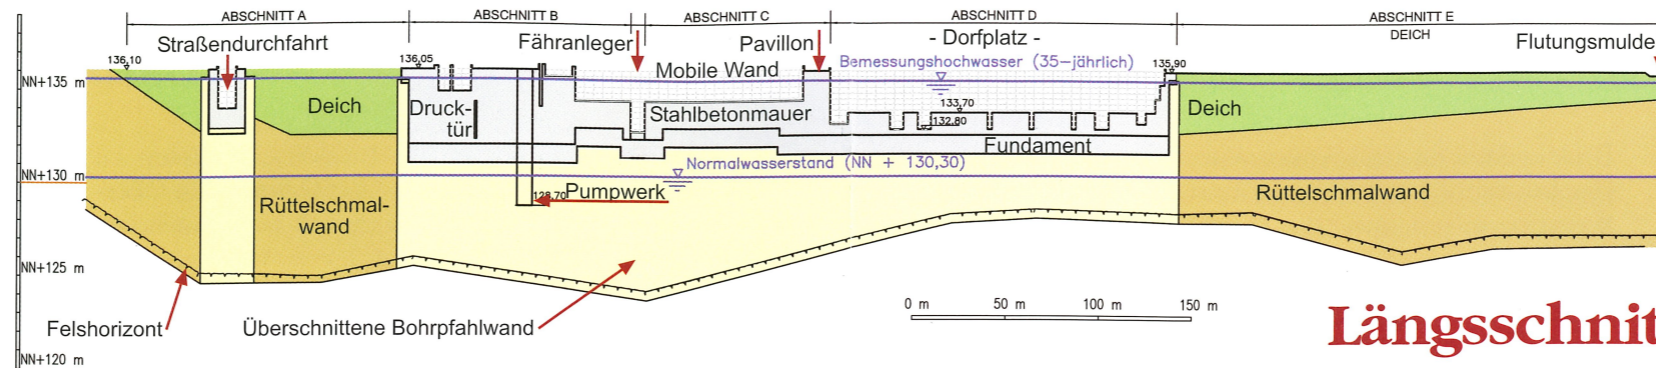 ABSCHNITT A
ABSCHNITT B
ABSCHNITT C
ABSCHNITT D
ABSCHNITT E
DEICH
Straßendurchfahrt
Fähranleger
Pavillon
- Dorfplatz -
Flutungsmulde
136,10
136,05
Bemessungshochwasser (35-jährlich)
135,90
NN+135 m
Mobile Wand
Deich
Druck-
tür
Stahlbetonmauer
133,70
132,80
Deich
Fundament
Normalwasserstand (NN + 130,30)
NN+130 m
Pumpwerk
Rüttelschmal-
wand
Rüttelschmalwand
NN+125 m
0 m
50 m
100 m
150 m
Felshorizont
Überschnittene Bohrpfahlwand
Längsschnit
NN+120 m